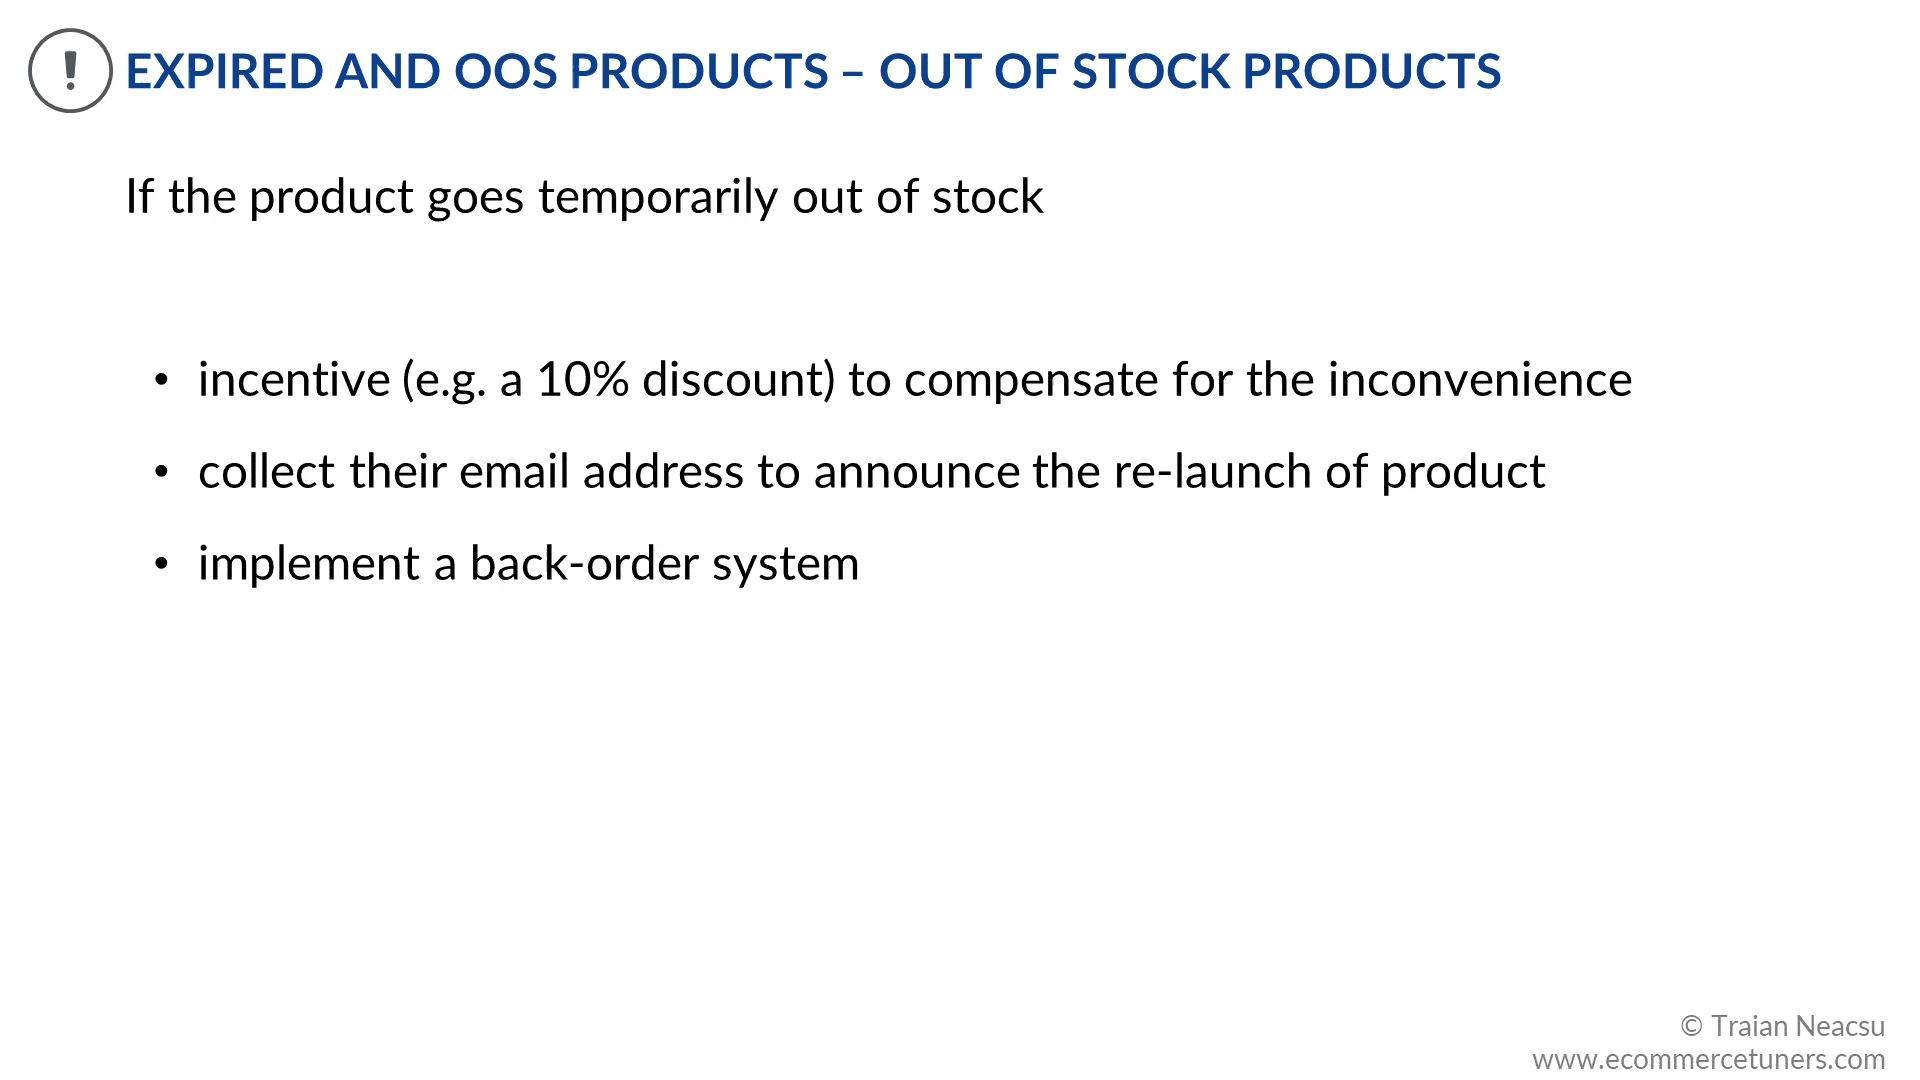 EXPIRED AND OOS PRODUCTS – OUT OF STOCK PRODUCTS
If the product goes temporarily out of stock
• incentive (e.g. a 10% discount) to compensate for the inconvenience
• collect their email address to announce the re-launch of product
• implement a back-order system
© Traian Neacsu
www.ecommercetuners.com